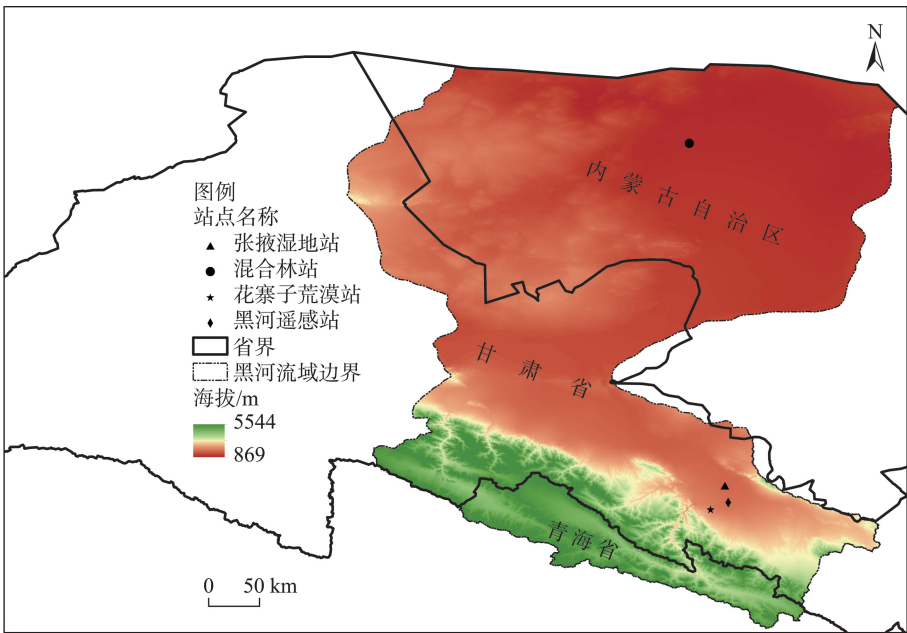 N
内蒙古自治区
图例
站点名称
张掖湿地站
混合林站
花寨子荒漠站
黑河遥感站
省界
黑河流域边界
海拔/m
5544
869
甘肃省
青海省
0 50 km